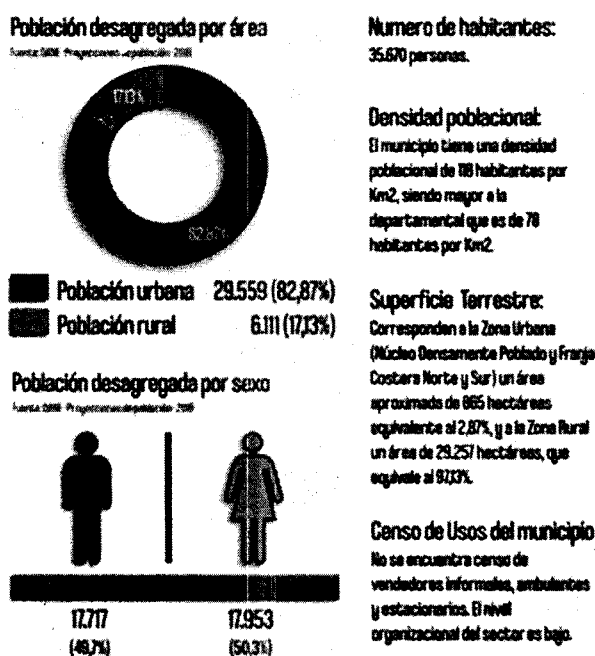 Población desagregada por área
17,13%
82,87%
Población urbana 29.559 (82,87%)
Población rural 6.111 (17,13%)
Población desagregada por sexo
17.717
(49,7%)
17.953
(50,3%)
Numero de habitantes:
35.670 personas.
Densidad poblacional:
El municipio tiene una densidad
poblacional de 118 habitantes por
Km2, siendo mayor a la
departamental que es de 78
habitantes por Km2.
Superficie Terrestre:
Corresponden a la Zona Urbana
(Núcleo Densamente Poblado y Franja
Costera Norte y Sur) un área
aproximada de 865 hectáreas
equivalente al 2,87%, y a la Zona Rural
un área de 29.257 hectáreas, que
equivale al 97,13%.
Censo de Usos del municipio
No se encuentra censo de
vendedores informales, ambulantes
y estacionarios. El nivel
organizacional del sector es bajo.